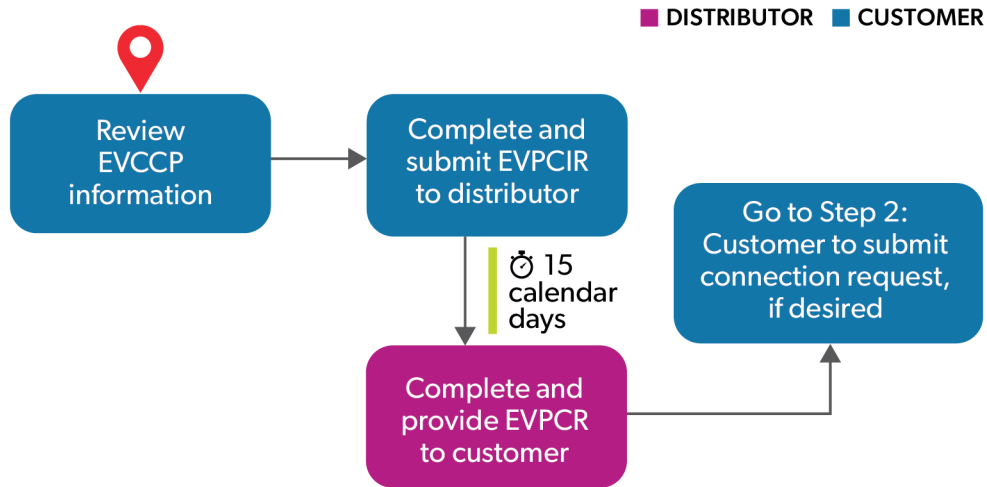 DISTRIBUTOR CUSTOMER
Review
EVCCP
information
Complete and
submit EVPCIR
to distributor
15
calendar
days
Complete and
provide EVPCR
to customer
Go to Step 2:
Customer to submit
connection request,
if desired